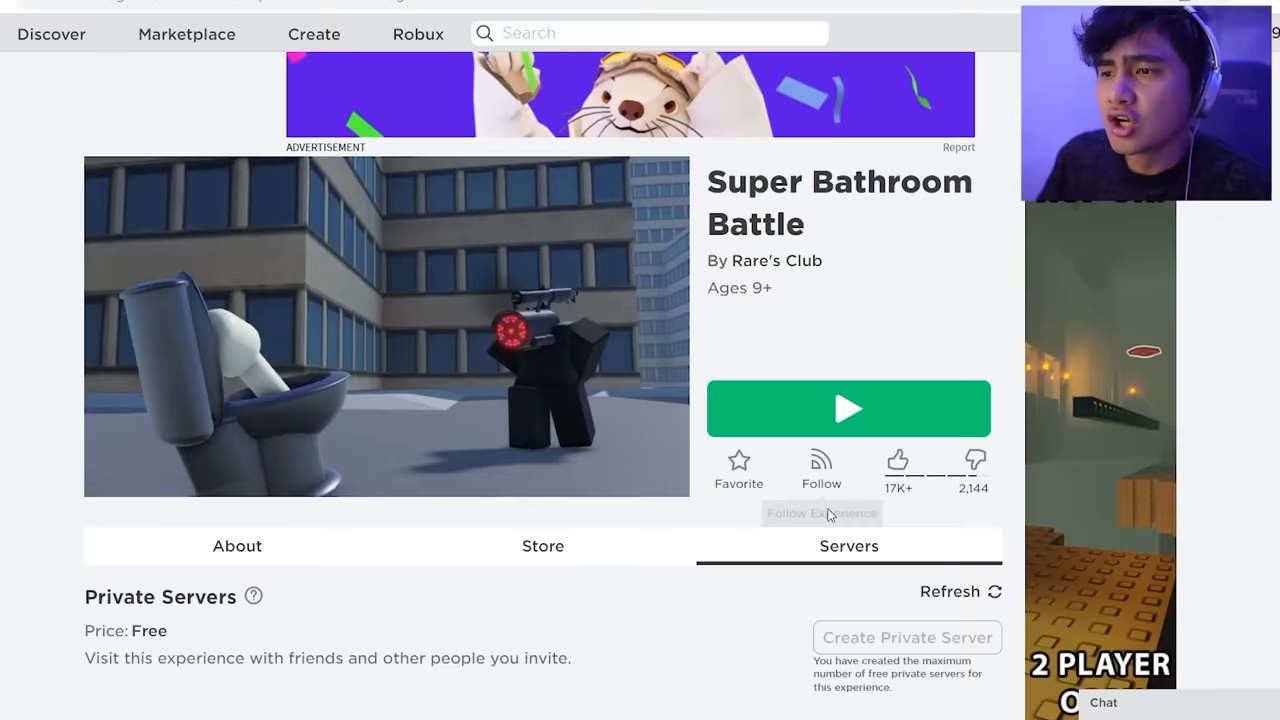 Discover Marketplace Create Robux Search
ADVERTISEMENT Report
Super Bathroom
Battle
By Rare's Club
Ages 9+
Favorite Follow 17K+ 2,144
Follow Experience
About Store Servers
Private Servers
Refresh
Price: Free
Create Private Server
Visit this experience with friends and other people you invite.
You have created the maximum
number of free private servers for
this experience.
2 PLAYER
Chat